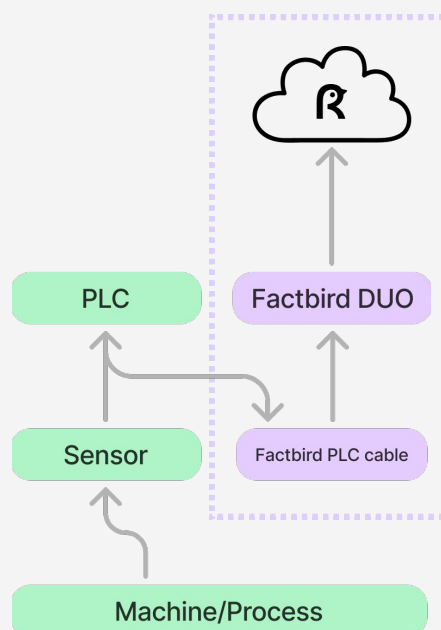 PLC
Factbird DUO
Sensor
Factbird PLC cable
Machine/Process